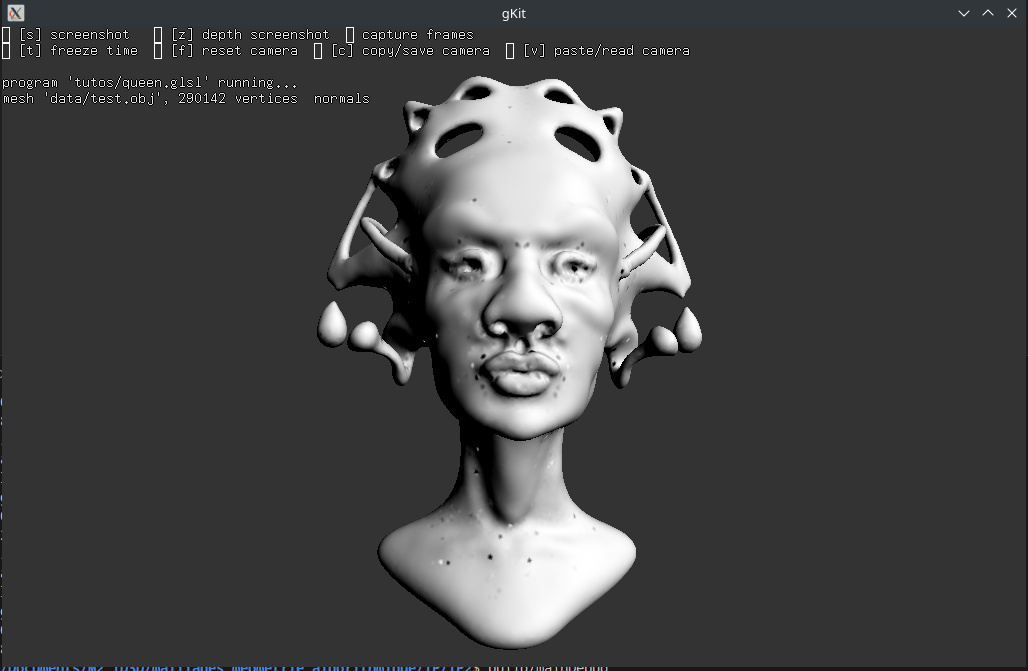 gKit
[s] screenshot [z] depth screenshot capture frames
[t] freeze time [f] reset camera [c] copy/save camera [v] paste/read camera
program 'tutos/queen.glsl' running...
mesh 'data/test.obj', 290142 vertices normals